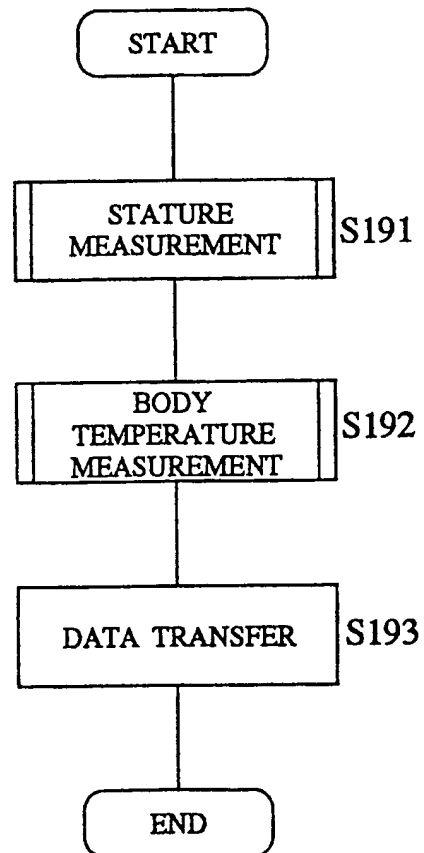 START
STATURE
MEASUREMENT
S191
BODY
TEMPERATURE
MEASUREMENT
S192
DATA TRANSFER
S193
END